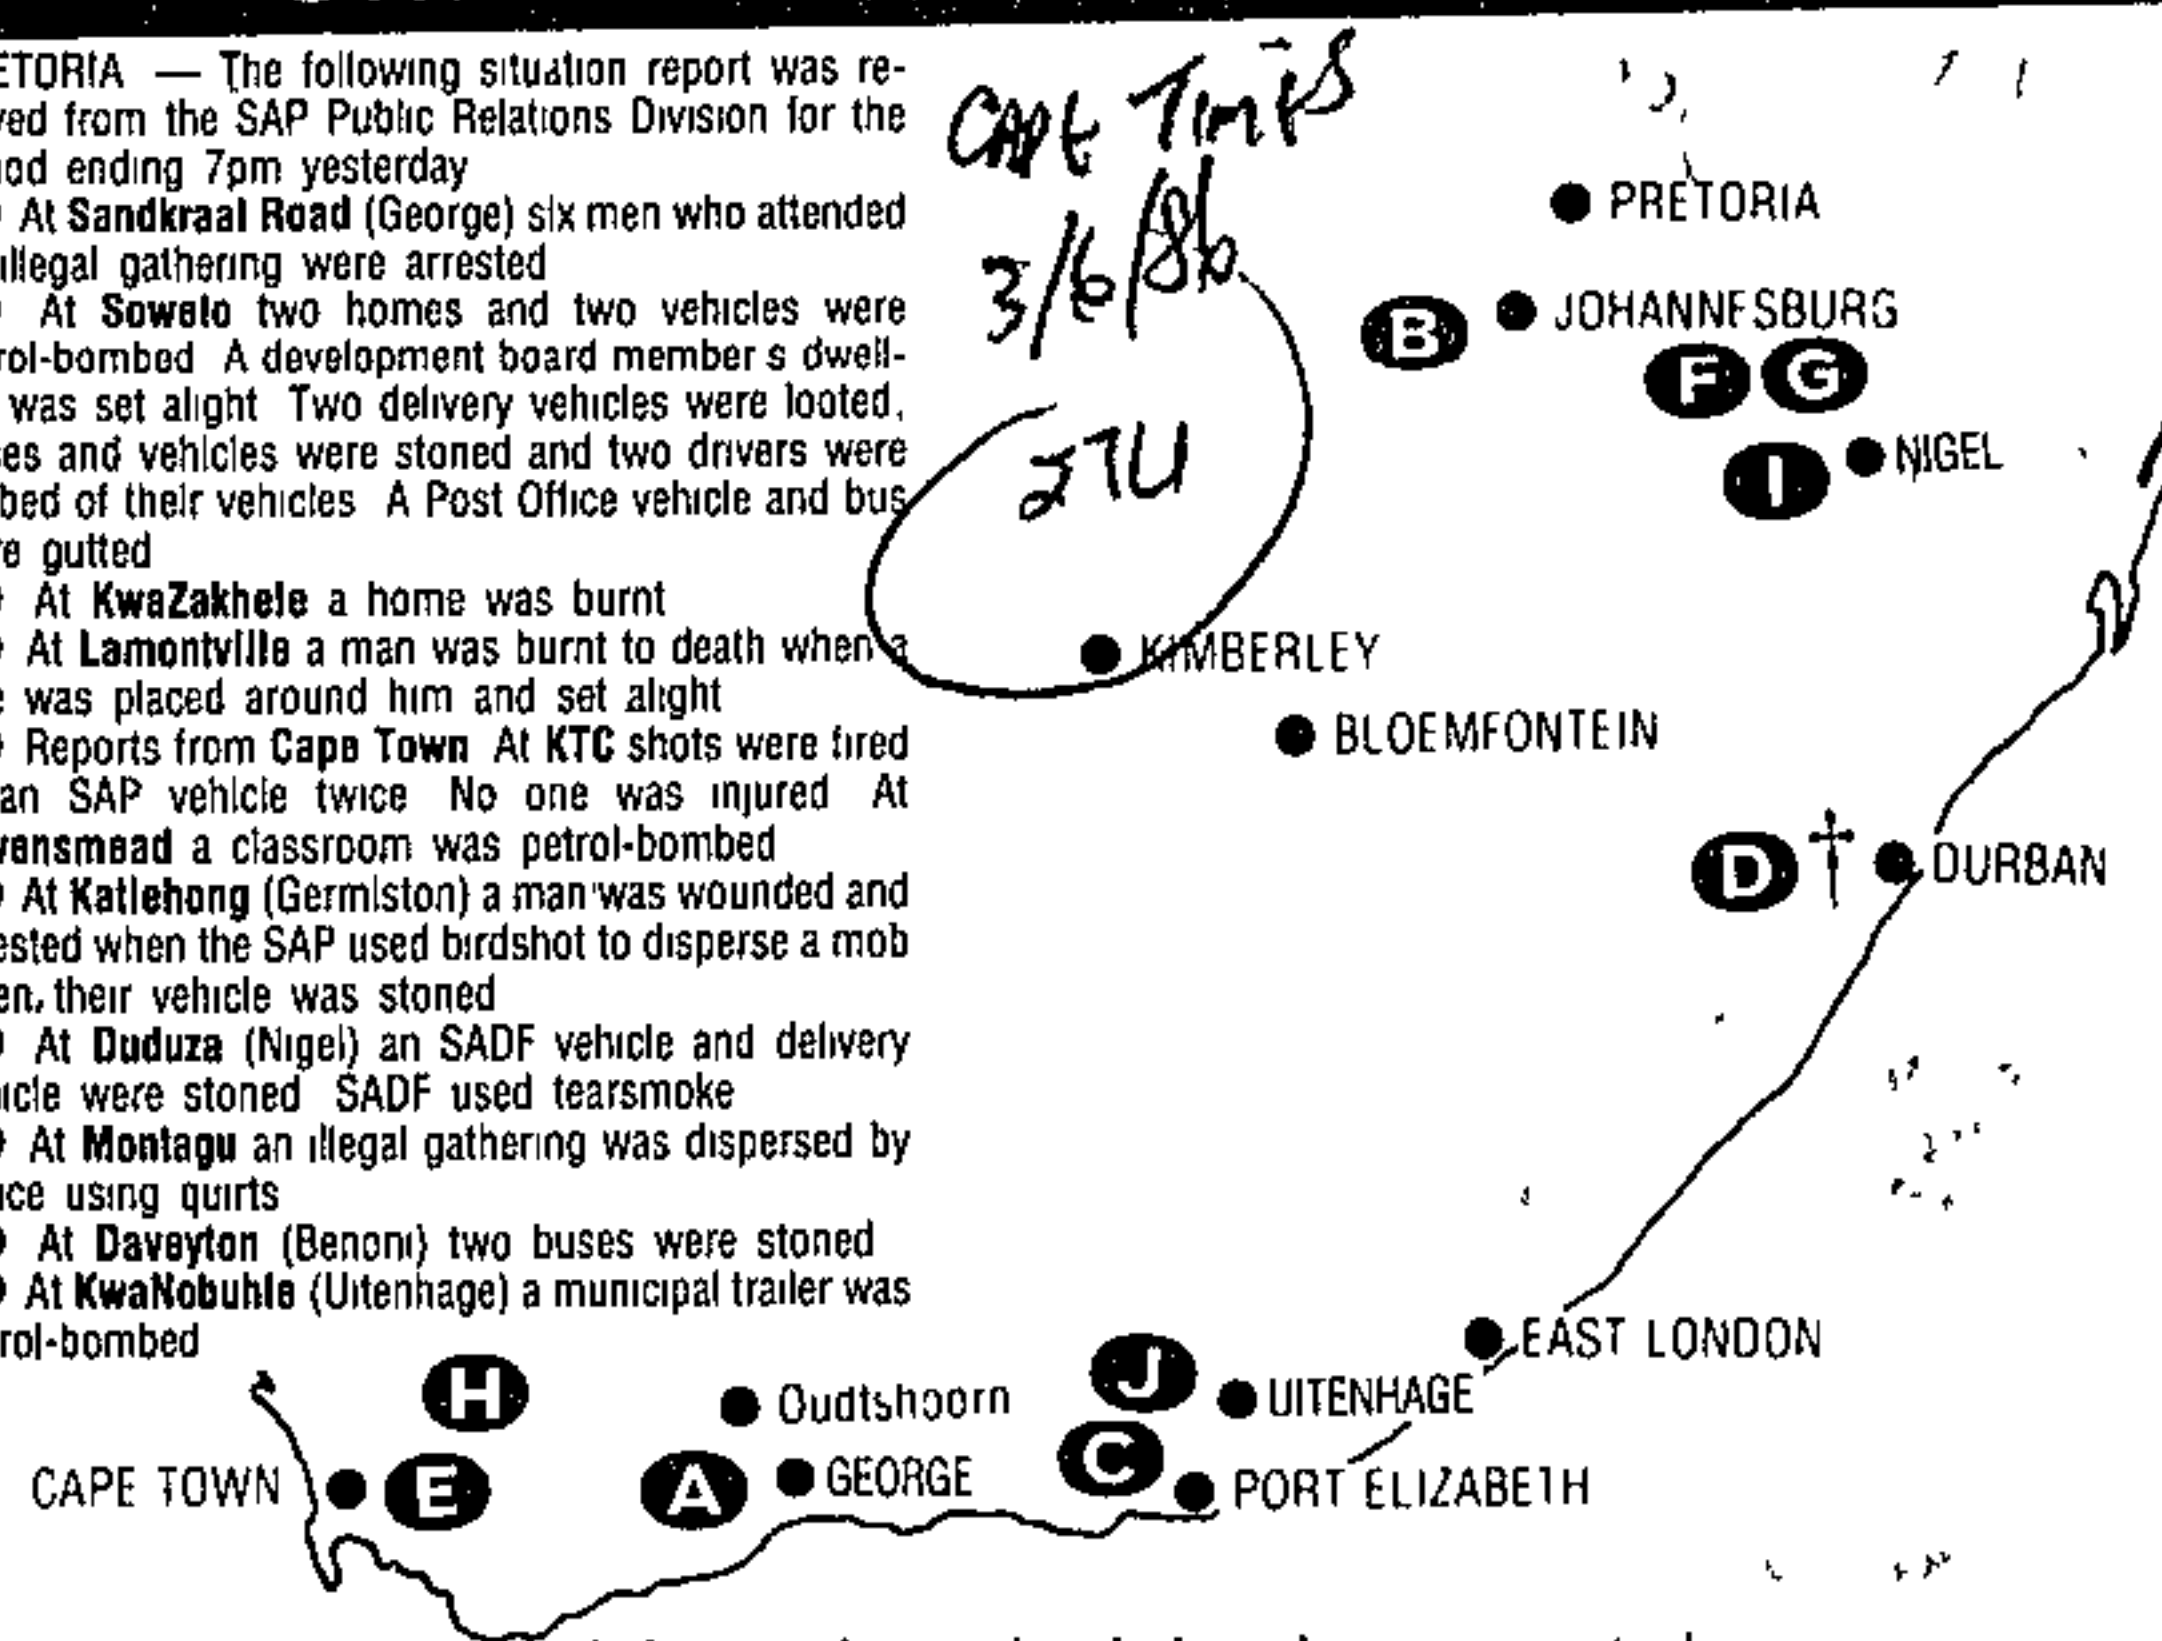 ETORIA — The following situation report was re-
ved from the SAP Public Relations Division for the
iod ending 7pm yesterday
At Sandkraal Road (George) six men who attended
illegal gathering were arrested
At Soweto two homes and two vehicles were
rol-bombed A development board member s dwell-
was set alight Two delivery vehicles were looted,
es and vehicles were stoned and two drivers were
bed of their vehicles A Post Office vehicle and bus
re gutted
At KwaZakhele a home was burnt
At Lamontville a man was burnt to death when a
e was placed around him and set alight
Reports from Cape Town At KTC shots were fired
an SAP vehicle twice No one was injured At
vensmead a classroom was petrol-bombed
At Katlehong (Germiston) a man was wounded and
ested when the SAP used birdshot to disperse a mob
en, their vehicle was stoned
At Duduza (Nigel) an SADF vehicle and delivery
icle were stoned SADF used tearsmoke
At Montagu an illegal gathering was dispersed by
ice using quirts
At Daveyton (Benoni) two buses were stoned
At KwaNobuhle (Uitenhage) a municipal trailer was
rol-bombed
CAPE TIMES
3/6/86
PRETORIA
B JOHANNESBURG
F G
I NIGEL
KIMBERLEY
BLOEMFONTEIN
D † DURBAN
EAST LONDON
H Oudtshoorn J UITENHAGE
CAPE TOWN E A GEORGE C PORT ELIZABETH